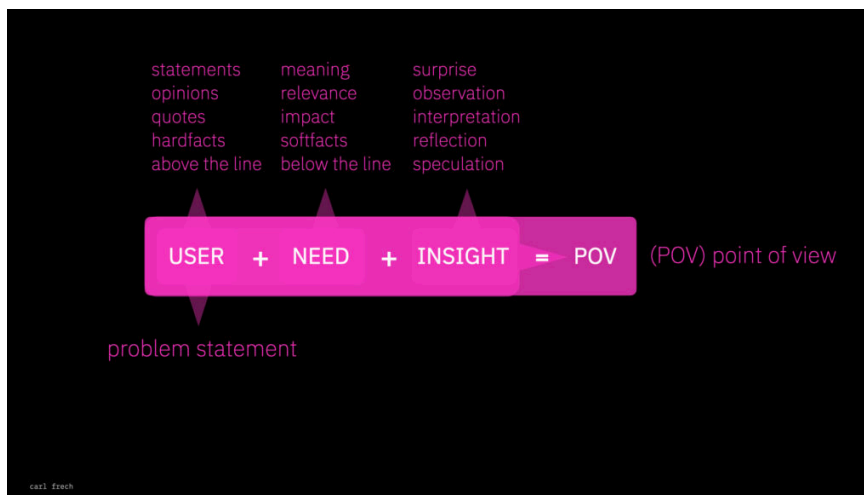 statements
opinions
quotes
hardfacts
above the line
meaning
relevance
impact
softfacts
below the line
surprise
observation
interpretation
reflection
speculation
USER + NEED + INSIGHT = POV
(POV) point of view
problem statement
carl frech